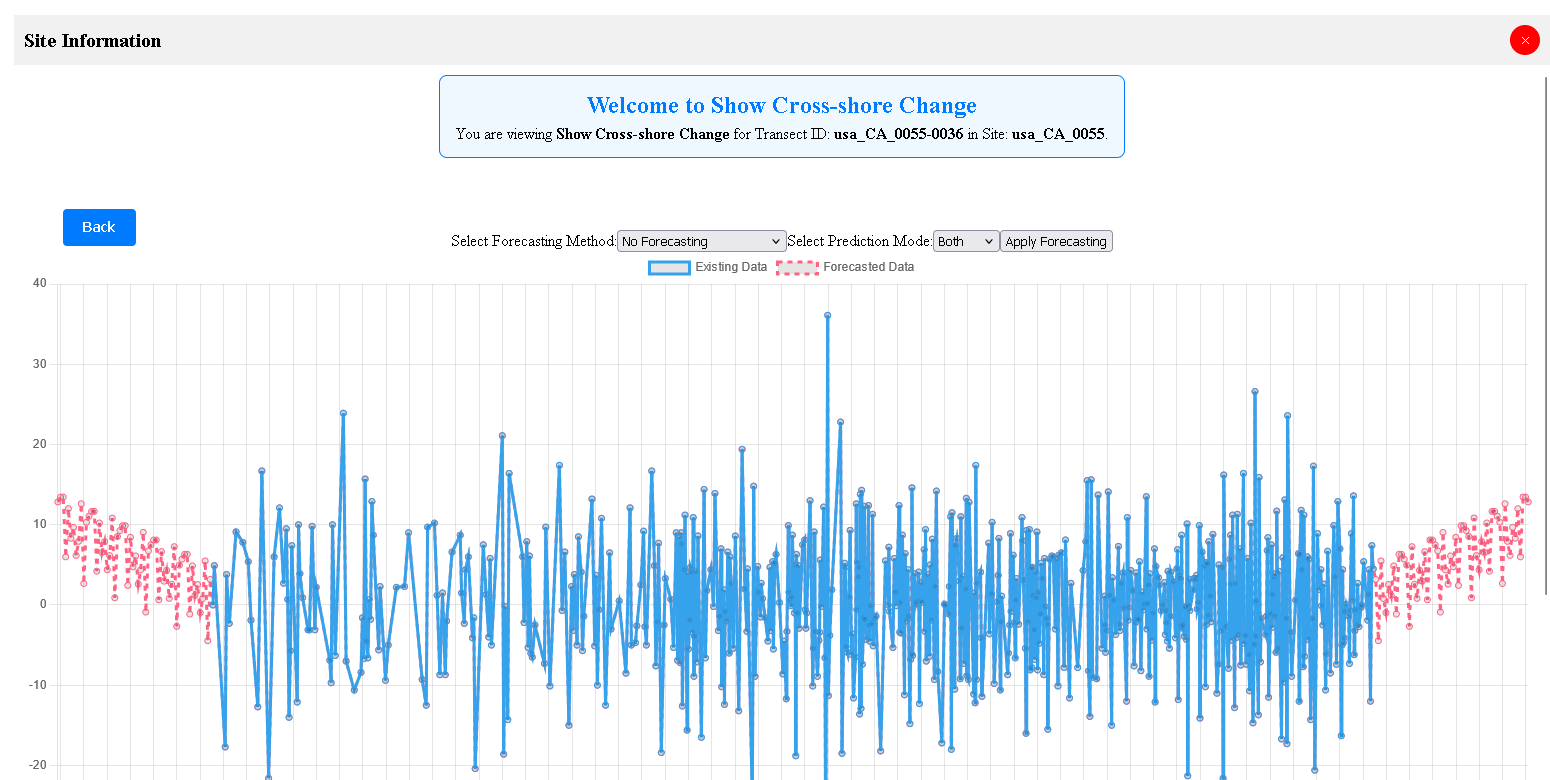 Site Information
×
Welcome to Show Cross-shore Change
You are viewing Show Cross-shore Change for Transect ID: usa_CA_0055-0036 in Site: usa_CA_0055.
Back
Select Forecasting Method: No Forecasting Select Prediction Mode: Both Apply Forecasting
Existing Data Forecasted Data
40
30
20
10
0
-10
-20